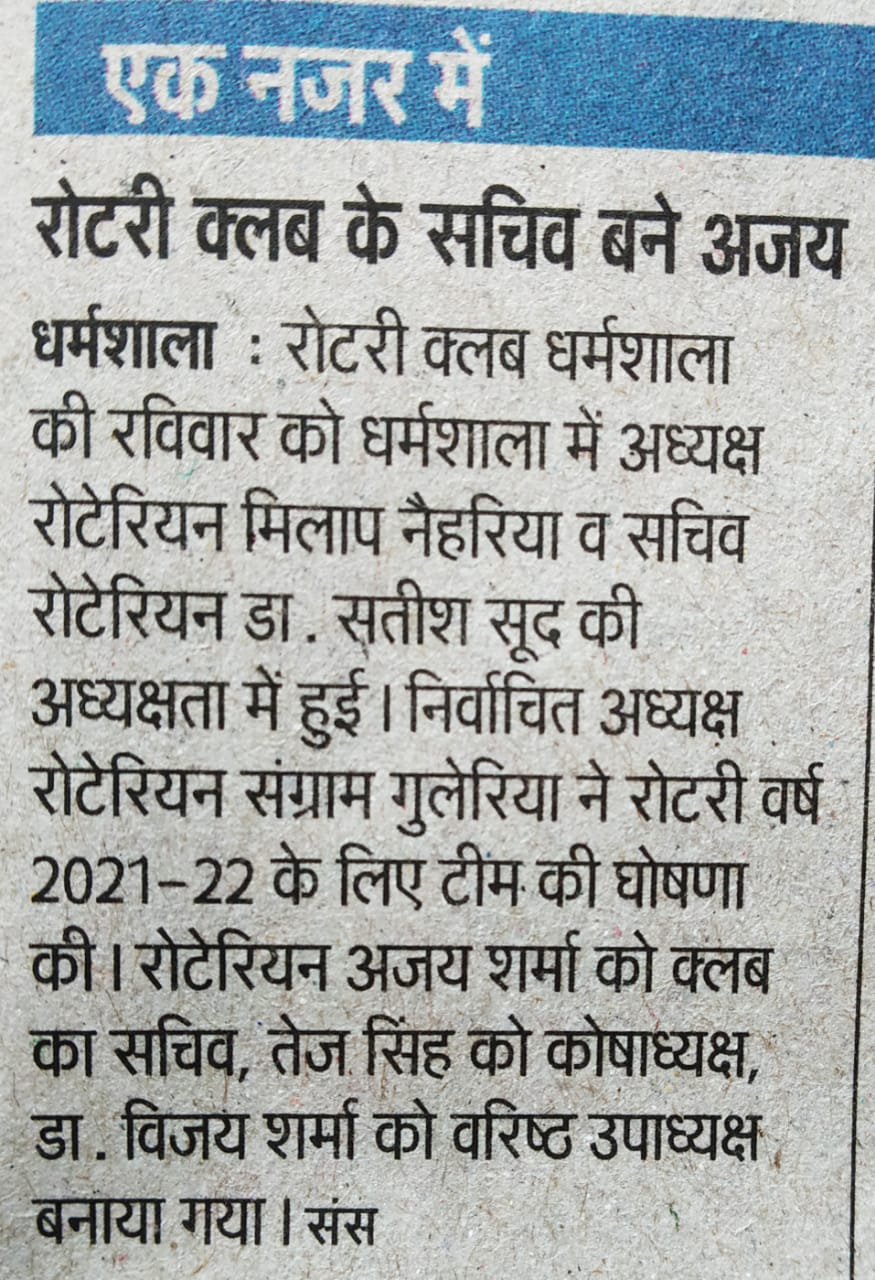 एक नजर में
रोटरी क्लब के सचिव बने अजय
धर्मशाला : रोटरी क्लब धर्मशाला
की रविवार को धर्मशाला में अध्यक्ष
रोटेरियन मिलाप नैहरिया व सचिव
रोटेरियन डा. सतीश सूद की
अध्यक्षता में हुई। निर्वाचित अध्यक्ष
रोटेरियन संग्राम गुलेरिया ने रोटरी वर्ष
2021-22 के लिए टीम की घोषणा
की। रोटेरियन अजय शर्मा को क्लब
का सचिव, तेज सिंह को कोषाध्यक्ष,
डा. विजय शर्मा को वरिष्ठ उपाध्यक्ष
बनाया गया। संस